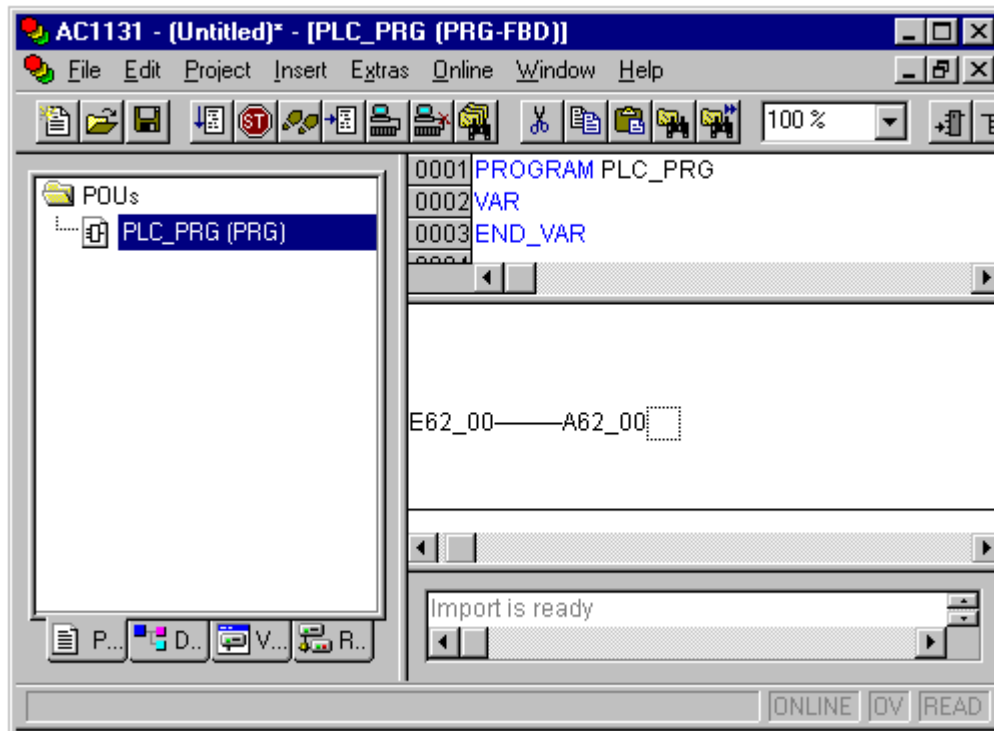 AC1131 - (Untitled)* - [PLC_PRG (PRG-FBD)]
File Edit Project Insert Extras Online Window Help
ST 100 %
POUs
PLC_PRG (PRG)
0001 PROGRAM PLC_PRG
0002 VAR
0003 END_VAR
E62_00 A62_00
Import is ready
P... D.. V... R..
ONLINE OV READ